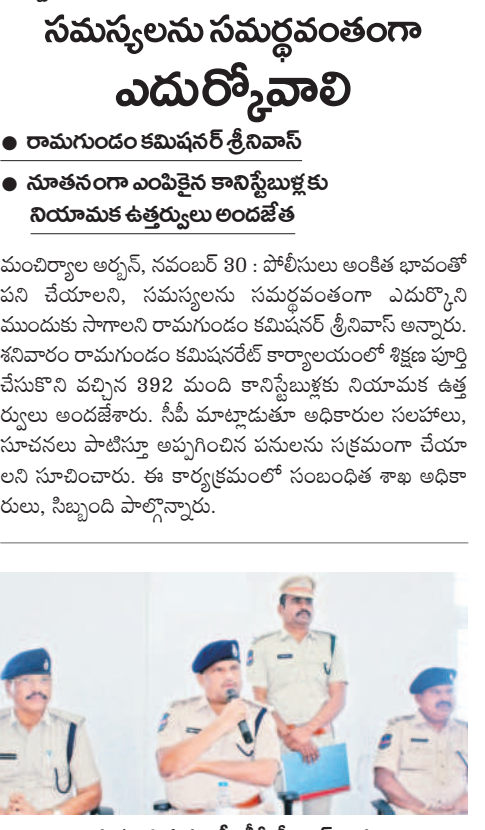 సమస్యలను సమర్థవంతంగా
ఎదుర్కోవాలి
● రామగుండం కమిషనర్ శ్రీనివాస్
● నూతనంగా ఎంపికైన కానిస్టేబుళ్లకు
నియామక ఉత్తర్వులు అందజేత
మంచిర్యాల అర్బన్, నవంబర్ 30 : పోలీసులు అంకిత భావంతో
పని చేయాలని, సమస్యలను సమర్థవంతంగా ఎదుర్కొని
ముందుకు సాగాలని రామగుండం కమిషనర్ శ్రీనివాస్ అన్నారు.
శనివారం రామగుండం కమిషనరేట్ కార్యాలయంలో శిక్షణ పూర్తి
చేసుకొని వచ్చిన 392 మంది కానిస్టేబుళ్లకు నియామక ఉత్త
ర్వులు అందజేశారు. సీపీ మాట్లాడుతూ అధికారుల సలహాలు,
సూచనలు పాటిస్తూ అప్పగించిన పనులను సక్రమంగా చేయా
లని సూచించారు. ఈ కార్యక్రమంలో సంబంధిత శాఖ అధికా
రులు, సిబ్బంది పాల్గొన్నారు.